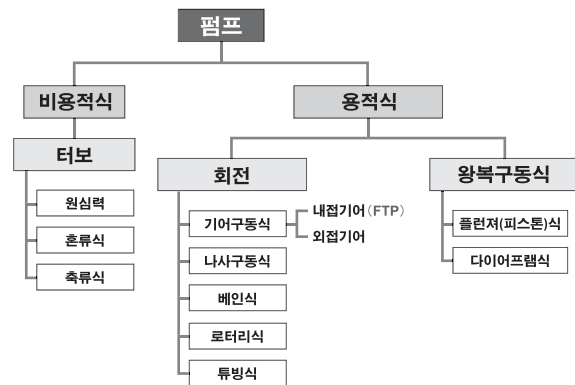 펌프
비용적식
용적식
터보
회전
왕복구동식
원심력
혼류식
축류식
기어구동식
내접기어(FTP)
외접기어
나사구동식
베인식
로터리식
튜빙식
플런져(피스톤)식
다이어프램식